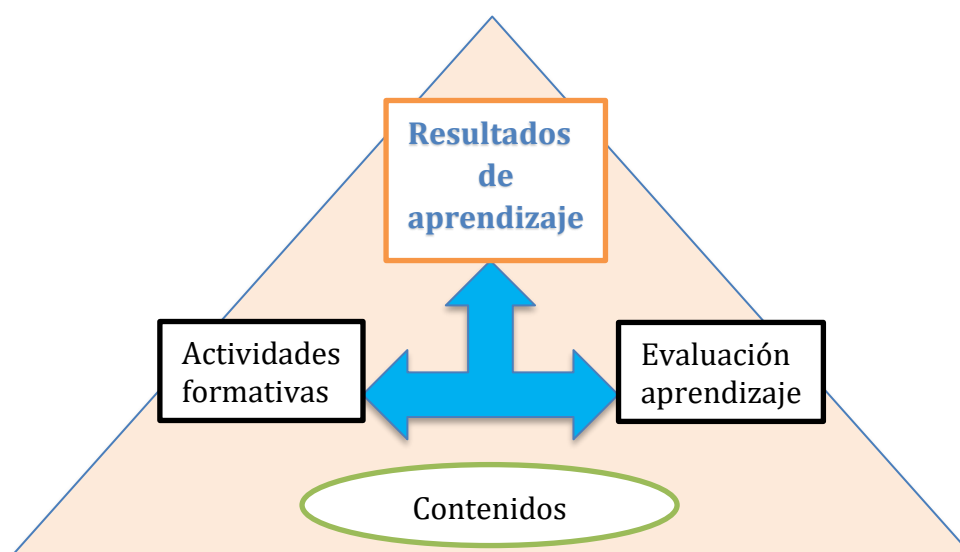 Resultados
de
aprendizaje
Actividades
formativas
Evaluación
aprendizaje
Contenidos